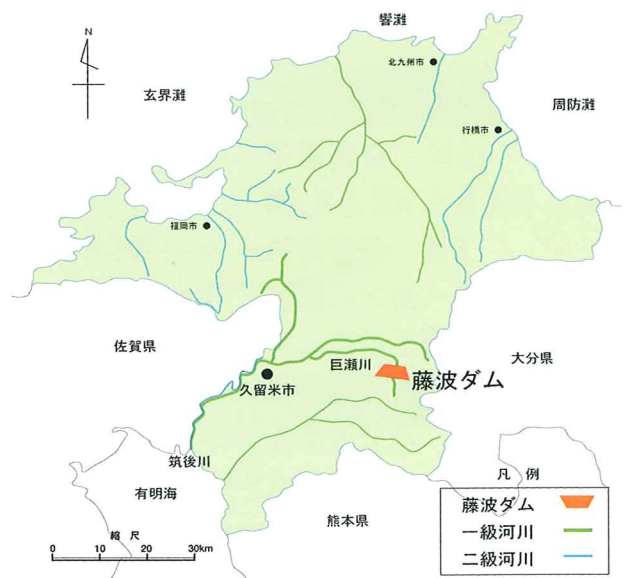 響灘
N
北九州市
玄界灘
周防灘
行橋市
福岡市
佐賀県
大分県
巨瀬川
藤波ダム
久留米市
筑後川
有明海
熊本県
縮 尺
0 10 20 30km
凡 例
藤波ダム
一級河川
二級河川